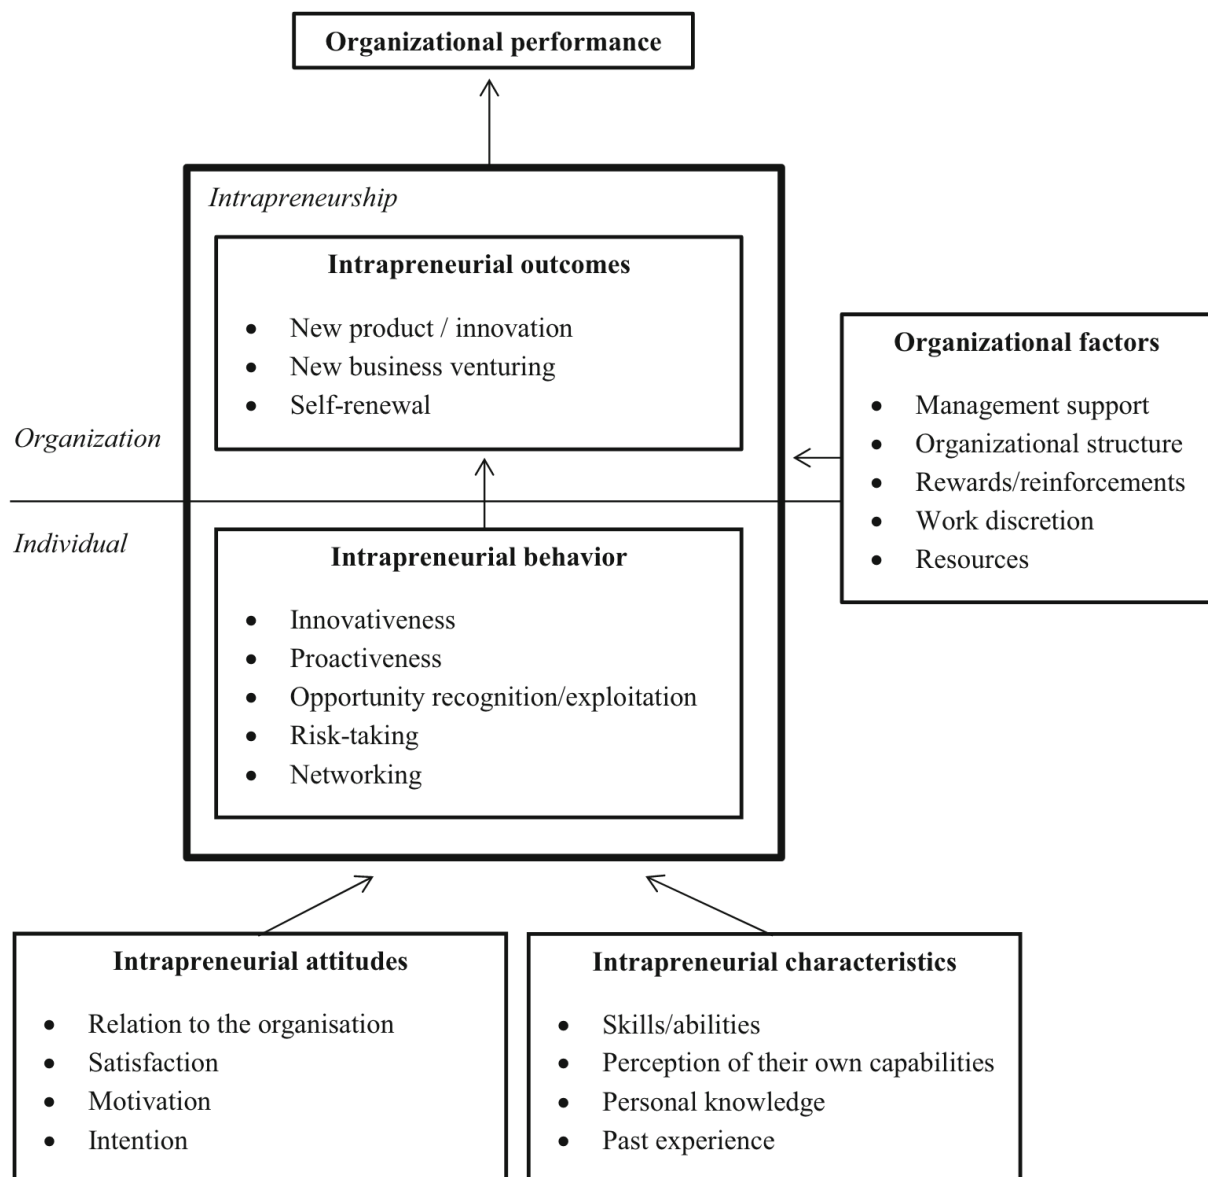 Organizational performance
Intrapreneurship
Intrapreneurial outcomes
• New product / innovation
• New business venturing
• Self-renewal
Organization
Individual
Organizational factors
• Management support
• Organizational structure
• Rewards/reinforcements
• Work discretion
• Resources
Intrapreneurial behavior
• Innovativeness
• Proactiveness
• Opportunity recognition/exploitation
• Risk-taking
• Networking
Intrapreneurial attitudes
• Relation to the organisation
• Satisfaction
• Motivation
• Intention
Intrapreneurial characteristics
• Skills/abilities
• Perception of their own capabilities
• Personal knowledge
• Past experience